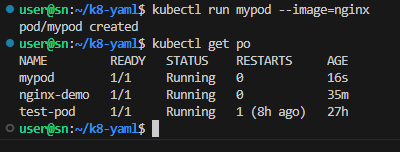 user@sn:~/k8-yaml$ kubectl run mypod --image=nginx
pod/mypod created
user@sn:~/k8-yaml$ kubectl get po
NAME         READY   STATUS    RESTARTS     AGE
mypod        1/1     Running   0            16s
nginx-demo   1/1     Running   0            35m
test-pod     1/1     Running   1 (8h ago)   27h
user@sn:~/k8-yaml$